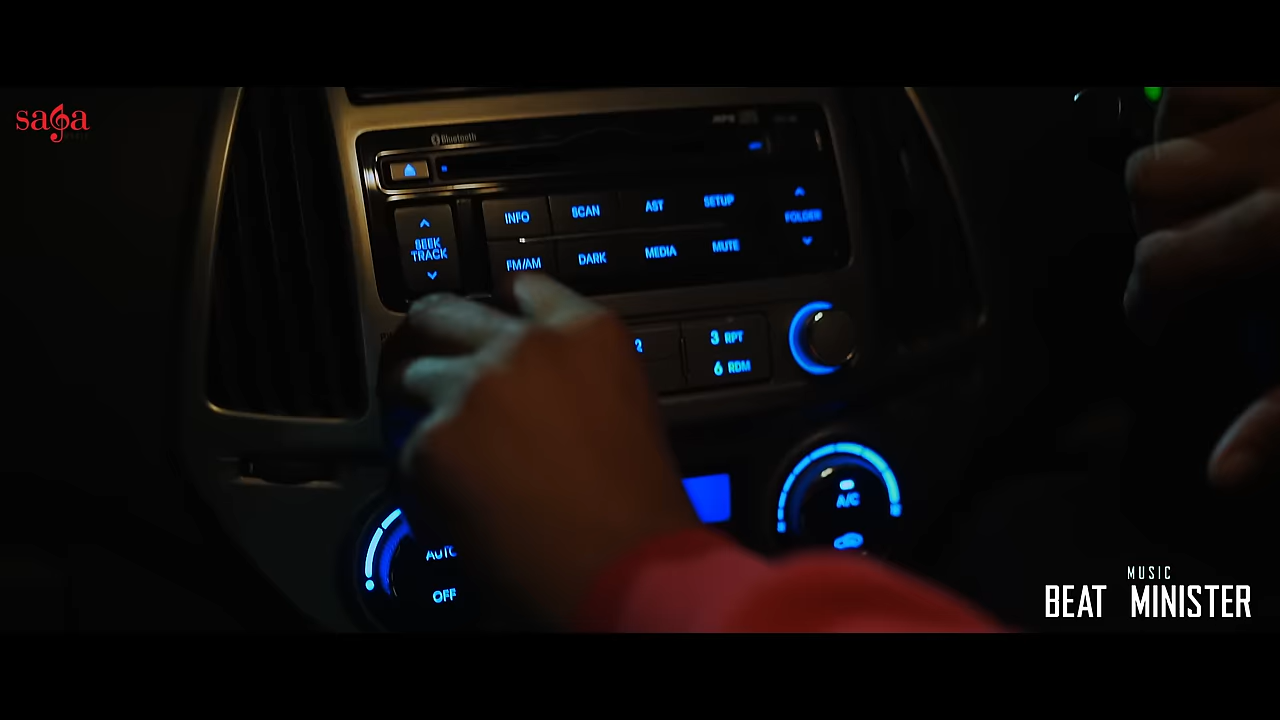 saga
MUSIC
Bluetooth
INFO SCAN AST SETUP
FOLDER
SEEK
TRACK
FM/AM DARK MEDIA MUTE
2 3 RPT
6 RDM
A/C
AUTO
OFF
MUSIC
BEAT MINISTER